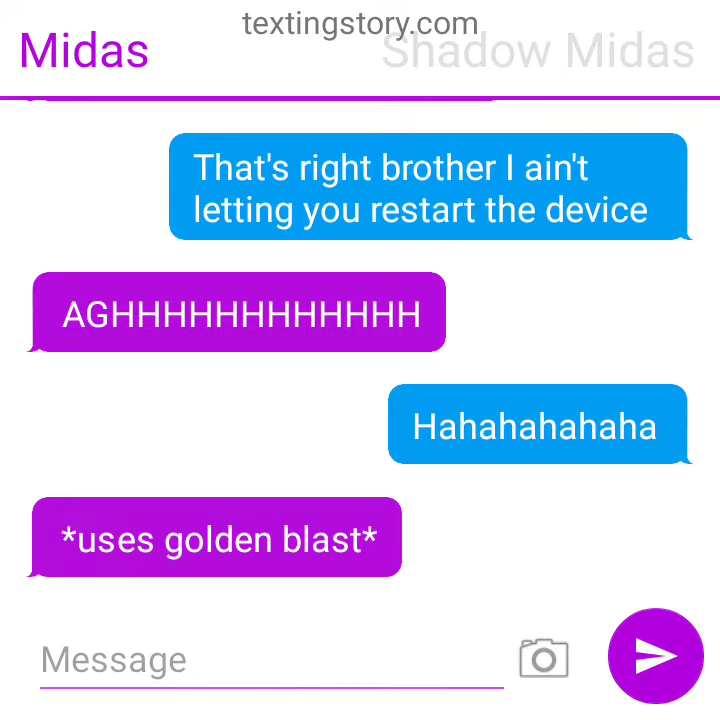 textingstory.com
Midas
Shadow Midas
That's right brother I ain't
letting you restart the device
AGHHHHHHHHHHHH
Hahahahahaha
*uses golden blast*
Message